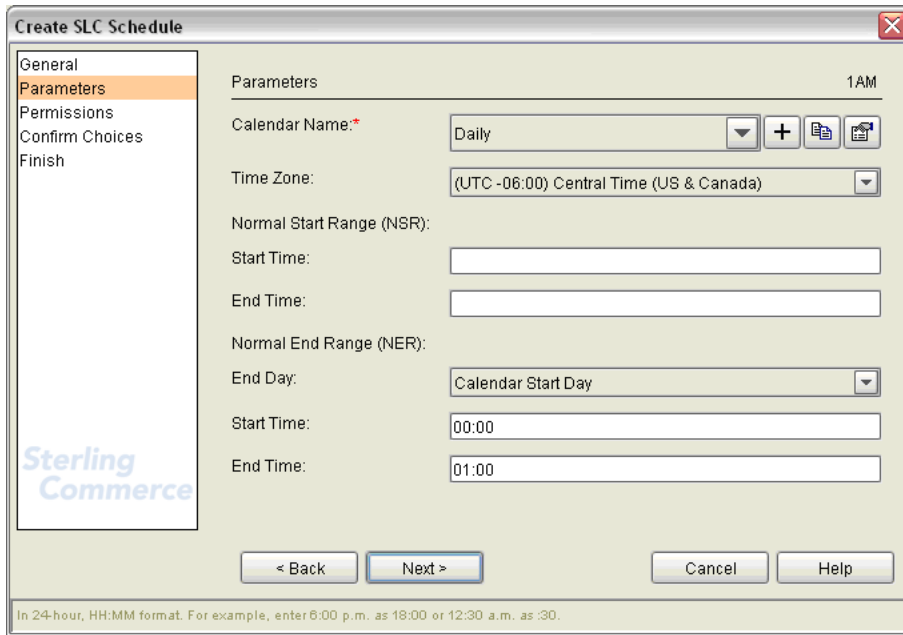 Create SLC Schedule
General
Parameters
Permissions
Confirm Choices
Finish
Sterling
Commerce
Parameters 1AM
Calendar Name:* Daily
Time Zone: (UTC -06:00) Central Time (US & Canada)
Normal Start Range (NSR):
Start Time:
End Time:
Normal End Range (NER):
End Day: Calendar Start Day
Start Time: 00:00
End Time: 01:00
< Back Next > Cancel Help
In 24-hour, HH:MM format. For example, enter 6:00 p.m. as 18:00 or 12:30 a.m. as :30.